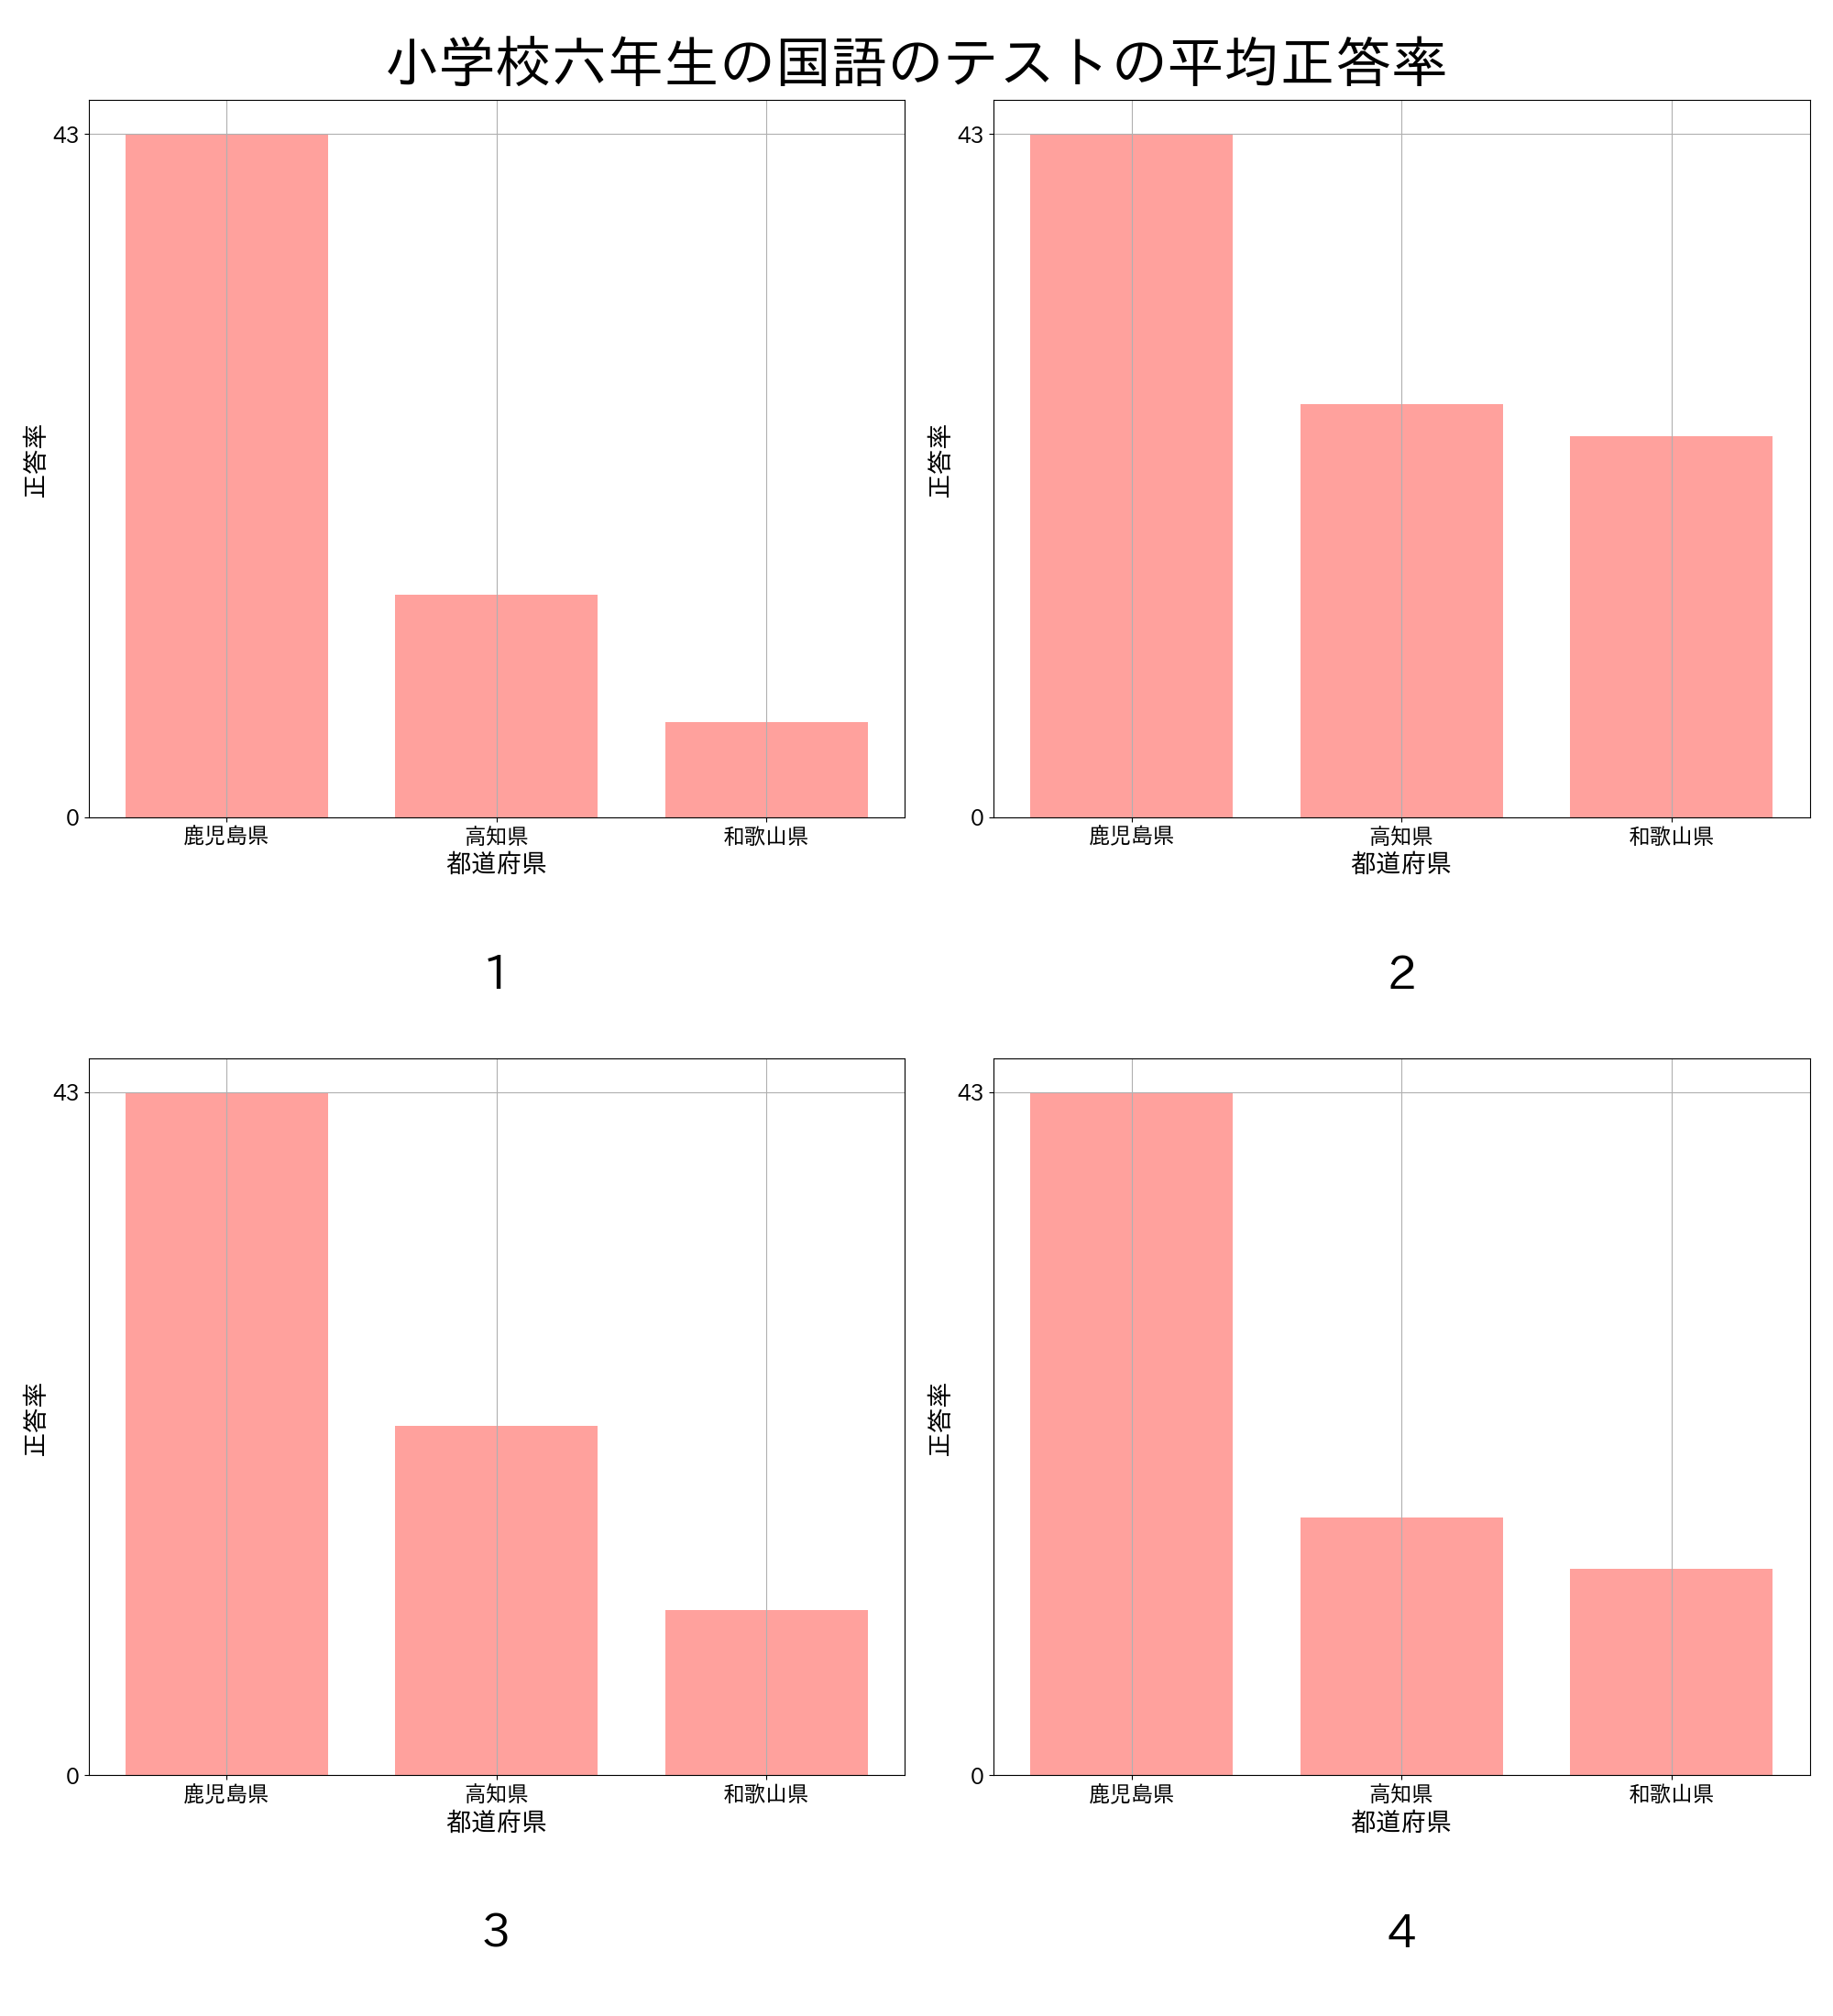 小学校六年生の国語のテストの平均正答率
43
0
正答率
鹿児島県 高知県 和歌山県
都道府県
1
43
0
正答率
鹿児島県 高知県 和歌山県
都道府県
2
43
0
正答率
鹿児島県 高知県 和歌山県
都道府県
3
43
0
正答率
鹿児島県 高知県 和歌山県
都道府県
4